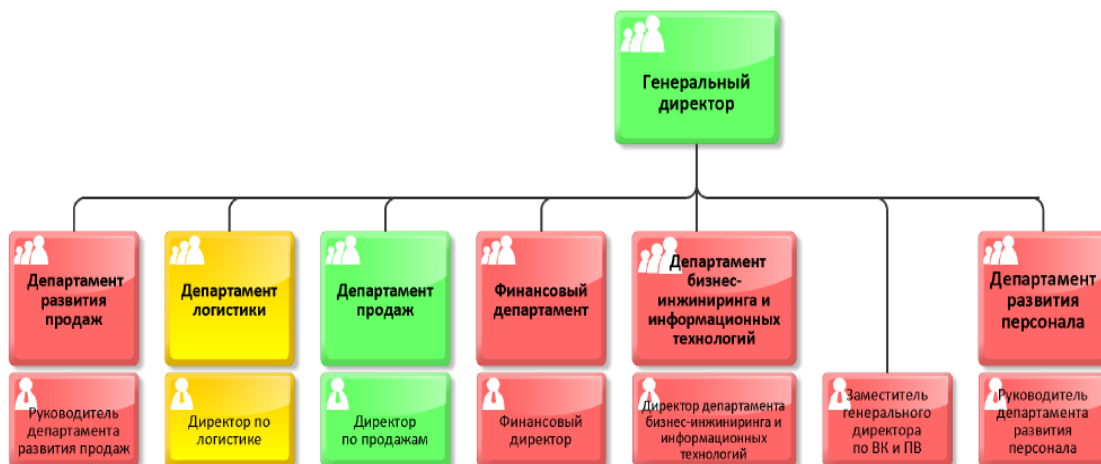 Генеральный
директор
Департамент
развития
продаж
Департамент
логистики
Департамент
продаж
Финансовый
департамент
Департамент
бизнес-
инжиниринга и
информационных
технологий
Департамент
развития
персонала
Руководитель
департамента
развития продаж
Директор по
логистике
Директор
по продажам
Финансовый
директор
Директор департамента
бизнес-инжиниринга и
информационных
технологий
Заместитель
генерального
директора
по ВК и ПВ
Руководитель
департамента
развития
персонала